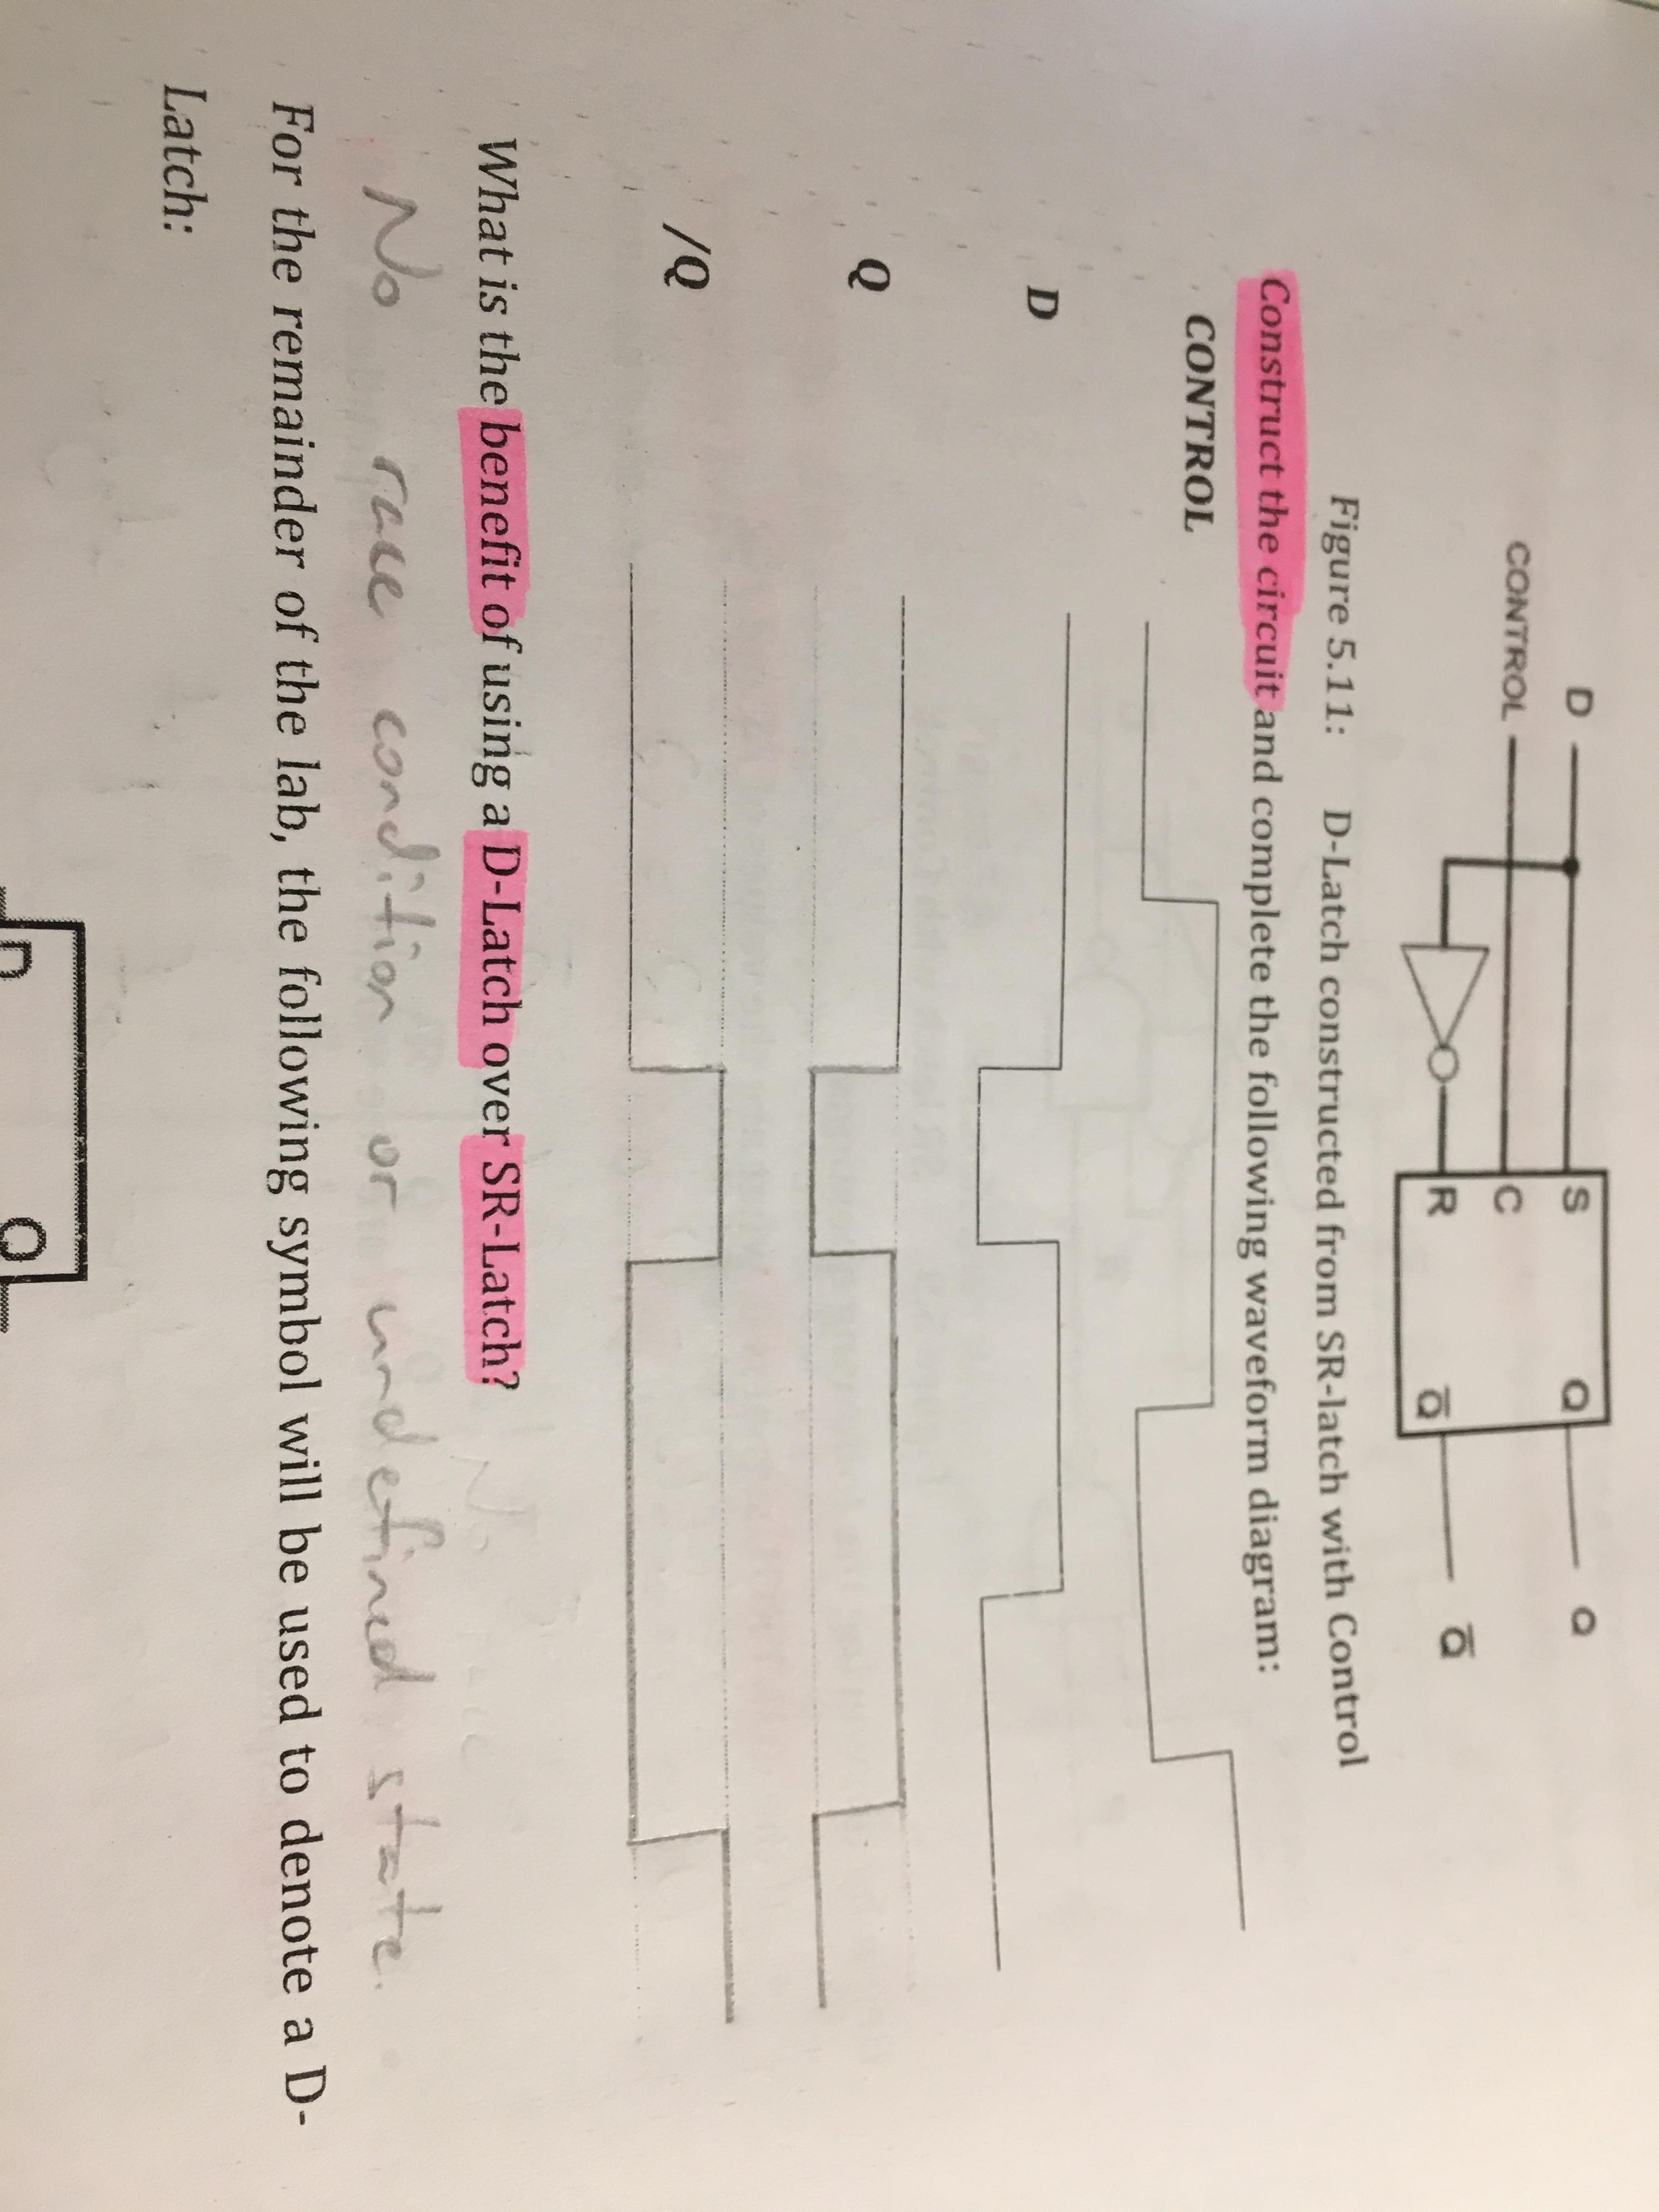 D S Q Q
CONTROL C
R Q̅ Q̅
Figure 5.11: D-Latch constructed from SR-latch with Control
Construct the circuit and complete the following waveform diagram:
CONTROL
D
Q
/Q
What is the benefit of using a D-Latch over SR-Latch?
No race condition or undefined state.
For the remainder of the lab, the following symbol will be used to denote a D-
Latch:
D Q